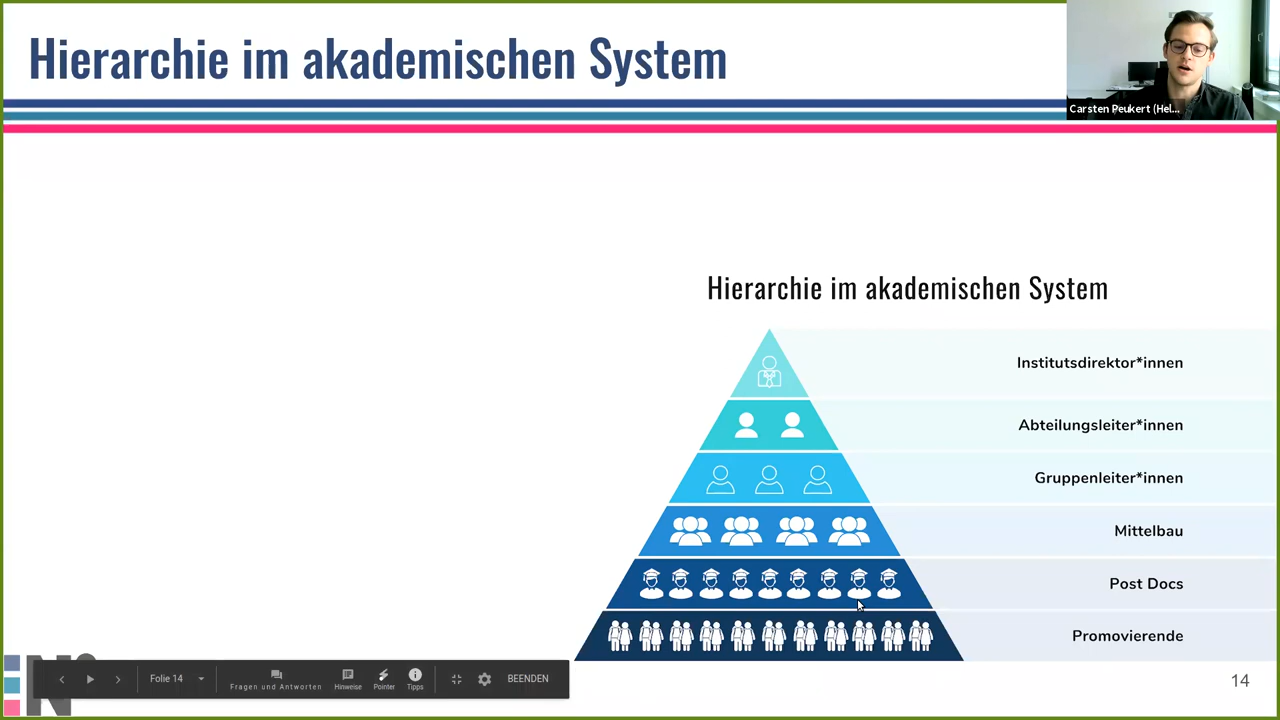 Hierarchie im akademischen System
Carsten Peukert (Hel...
Hierarchie im akademischen System
Institutsdirektor*innen
Abteilungsleiter*innen
Gruppenleiter*innen
Mittelbau
Post Docs
Promovierende
N
Folie 14
Fragen und Antworten
Hinweise
Pointer
Tipps
BEENDEN
14